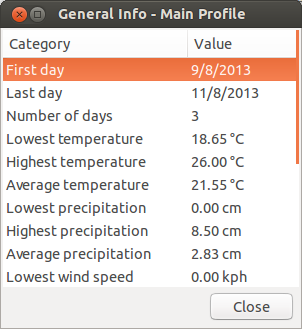 General Info - Main Profile
Category Value
First day 9/8/2013
Last day 11/8/2013
Number of days 3
Lowest temperature 18.65 °C
Highest temperature 26.00 °C
Average temperature 21.55 °C
Lowest precipitation 0.00 cm
Highest precipitation 8.50 cm
Average precipitation 2.83 cm
Lowest wind speed 0.00 kph
Close